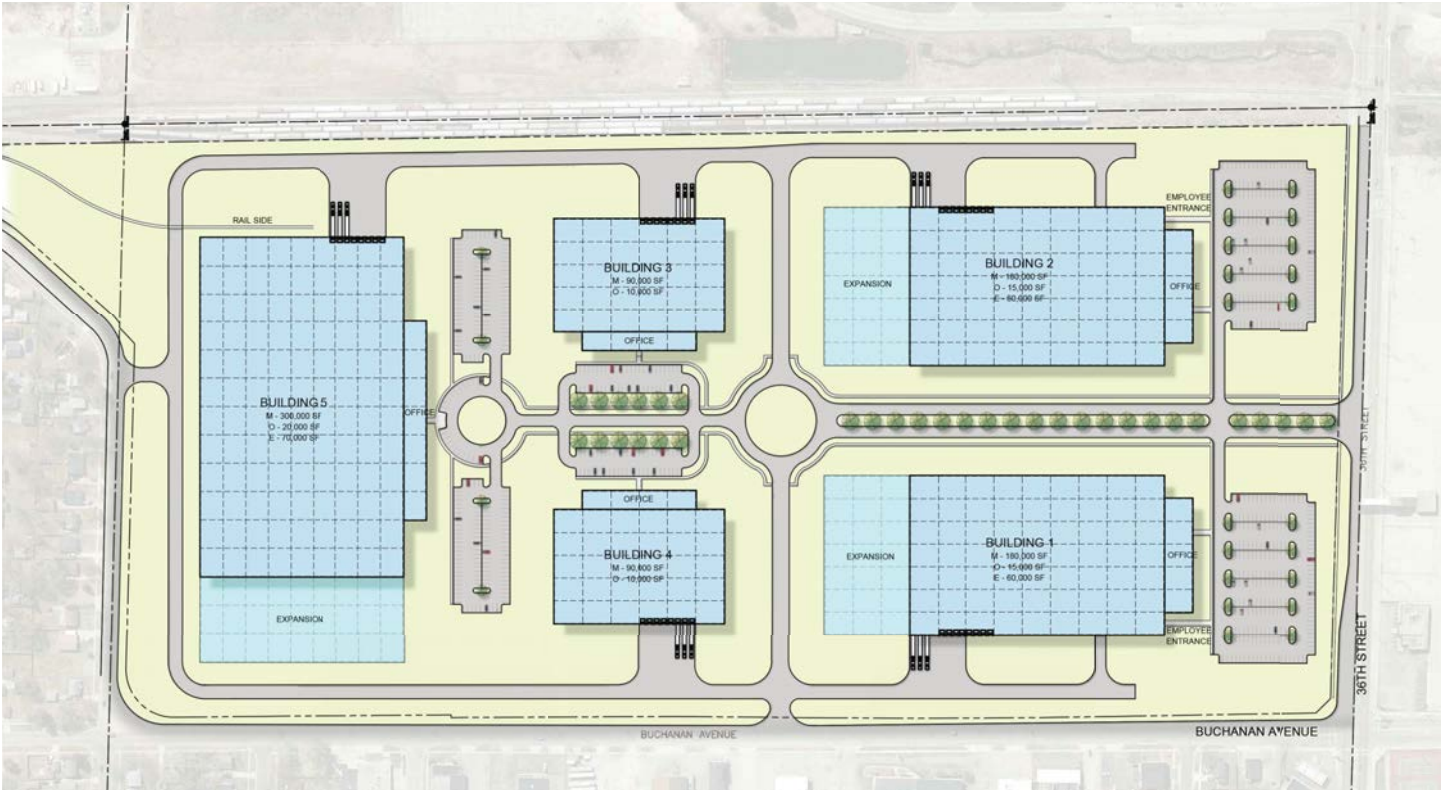 RAIL SIDE
BUILDING 5
M - 300,000 SF
O - 20,000 SF
E - 70,000 SF
OFFICE
EXPANSION
BUILDING 3
M - 90,000 SF
O - 10,000 SF
OFFICE
OFFICE
BUILDING 4
M - 90,000 SF
O - 10,000 SF
EXPANSION
BUILDING 2
M - 180,000 SF
O - 15,000 SF
E - 60,000 SF
OFFICE
EMPLOYEE
ENTRANCE
EXPANSION
BUILDING 1
M - 180,000 SF
O - 15,000 SF
E - 60,000 SF
OFFICE
EMPLOYEE
ENTRANCE
36TH STREET
36TH STREET
BUCHANAN AVENUE
BUCHANAN AVENUE